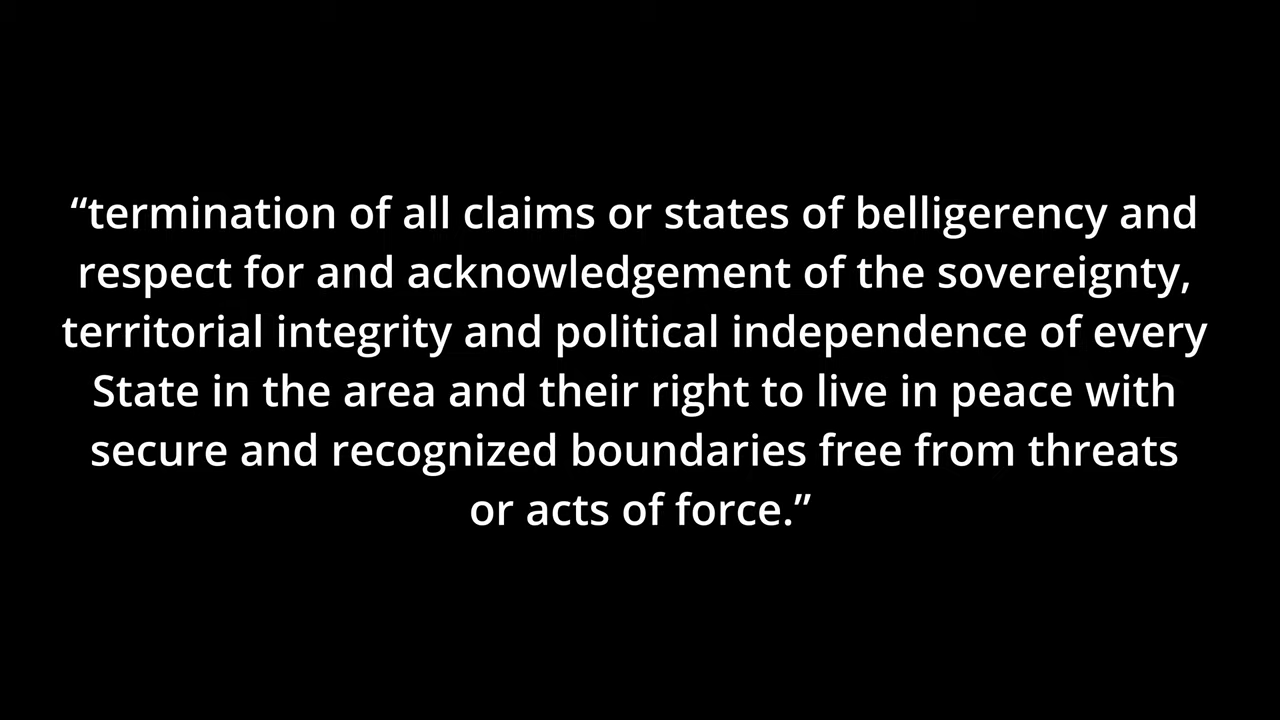 “termination of all claims or states of belligerency and
respect for and acknowledgement of the sovereignty,
territorial integrity and political independence of every
State in the area and their right to live in peace with
secure and recognized boundaries free from threats
or acts of force.”